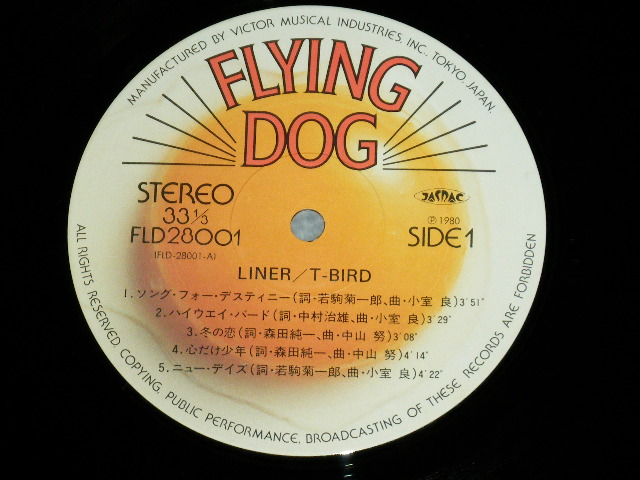 MANUFACTURED BY VICTOR MUSICAL INDUSTRIES, INC. TOKYO, JAPAN.
FLYING
DOG
STEREO
33 1/3
FLD28001
(FLD-28001-A)
JASRAC
Ⓟ 1980
SIDE 1
LINER/T-BIRD
1. ソング・フォー・デスティニー(詞・若駒菊一郎、曲・小室 良)3'51"
2. ハイウエイ・バード(詞・中村治雄、曲・小室 良)3'29"
3. 冬の恋(詞・森田純一、曲・中山 努)3'08"
4. 心だけ少年(詞・森田純一、曲・中山 努)4'14"
5. ニュー・デイズ(詞・若駒菊一郎、曲・小室 良)4'22"
ALL RIGHTS RESERVED. COPYING, PUBLIC PERFORMANCE, BROADCASTING OF THESE RECORDS ARE FORBIDDEN